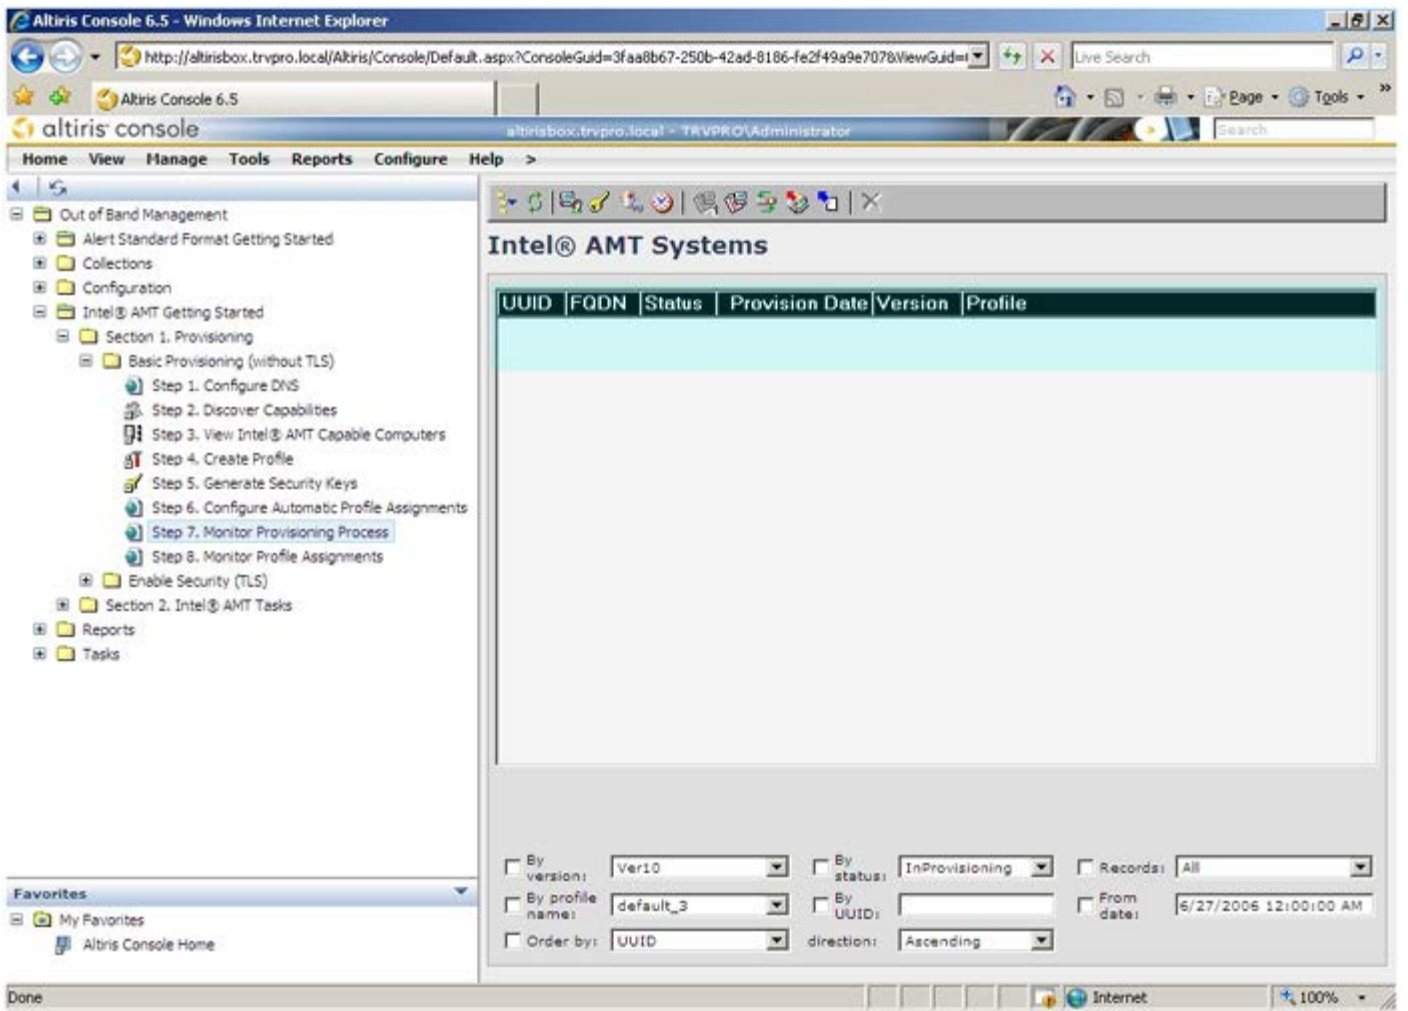 Altiris Console 6.5 - Windows Internet Explorer
http://altirisbox.trvpro.local/Altiris/Console/Default.aspx?ConsoleGuid=3faa8b67-250b-42ad-8186-fe2f49a9e707&ViewGuid=
Live Search
Altiris Console 6.5
Page
Tools
»
altiris console
altirisbox.trvpro.local - TRVPRO\Administrator
Search
Home View Manage Tools Reports Configure Help >
Out of Band Management
Alert Standard Format Getting Started
Collections
Configuration
Intel® AMT Getting Started
Section 1. Provisioning
Basic Provisioning (without TLS)
Step 1. Configure DNS
Step 2. Discover Capabilities
Step 3. View Intel® AMT Capable Computers
Step 4. Create Profile
Step 5. Generate Security Keys
Step 6. Configure Automatic Profile Assignments
Step 7. Monitor Provisioning Process
Step 8. Monitor Profile Assignments
Enable Security (TLS)
Section 2. Intel® AMT Tasks
Reports
Tasks
Favorites
My Favorites
Altiris Console Home
Intel® AMT Systems
UUID FQDN Status Provision Date Version Profile
By version: Ver10 By status: InProvisioning Records: All
By profile name: default_3 By UUID: From date: 6/27/2006 12:00:00 AM
Order by: UUID direction: Ascending
Done
Internet
100%